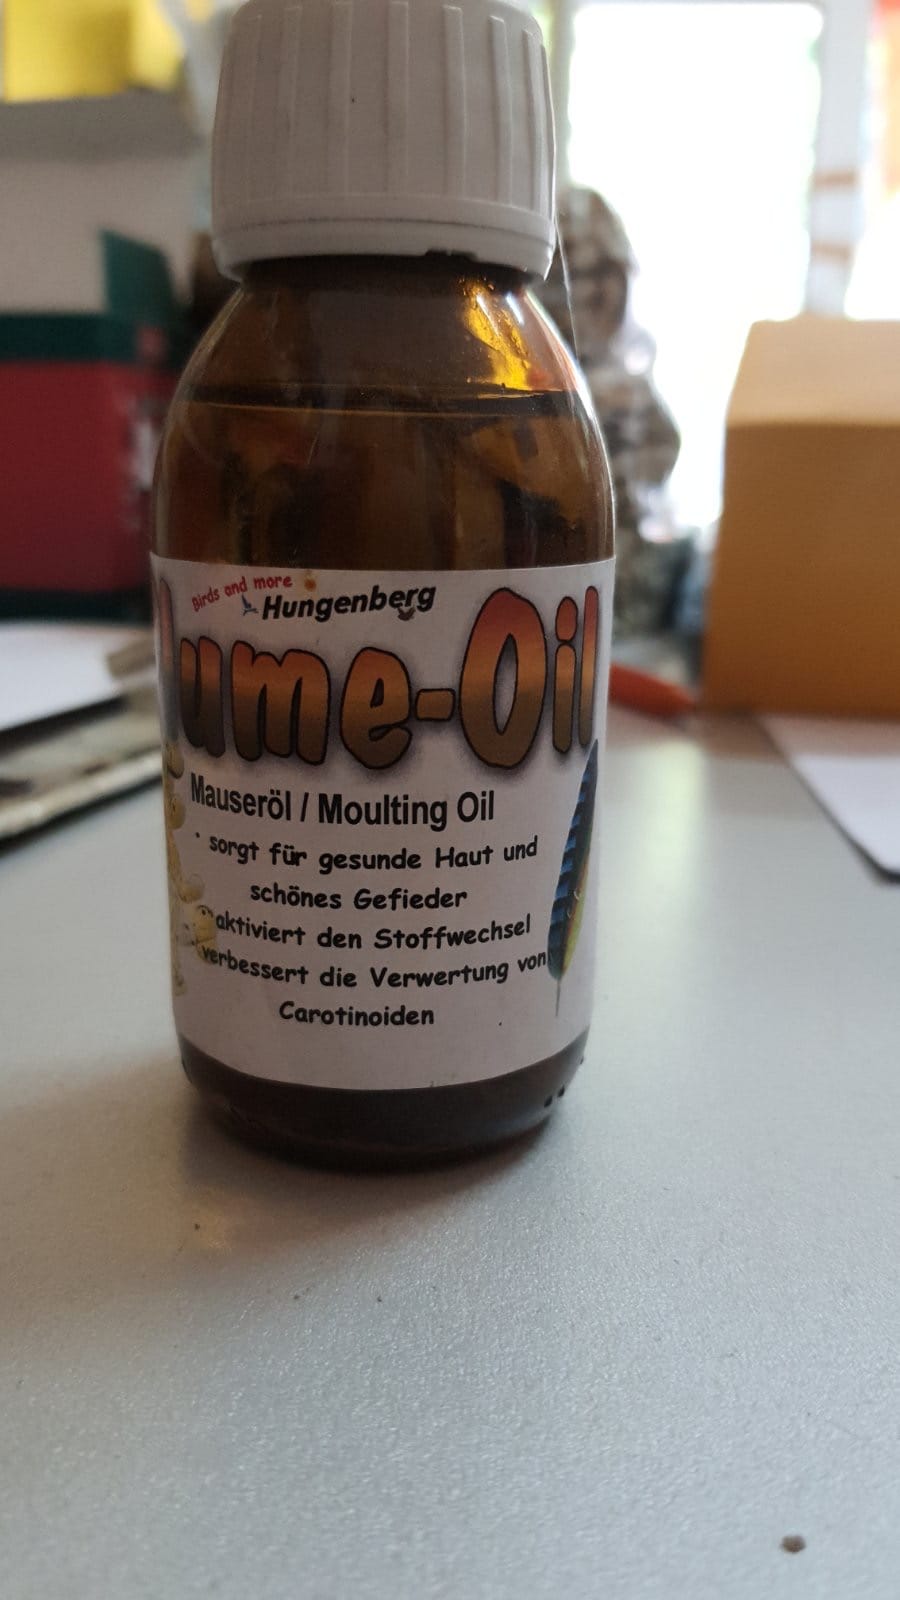 Birds and more
Hungenberg
lume-Oil
Mauseröl / Moulting Oil
* sorgt für gesunde Haut und
schönes Gefieder
*aktiviert den Stoffwechsel
verbessert die Verwertung von
Carotinoiden